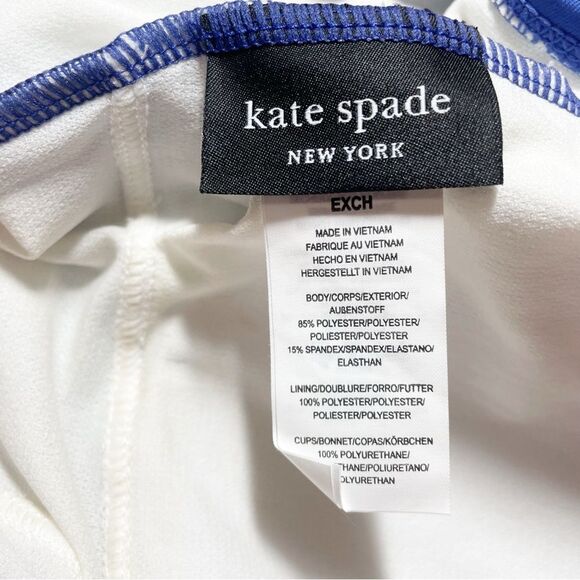 kate spade
NEW YORK
EXCH
MADE IN VIETNAM
FABRIQUE AU VIETNAM
HECHO EN VIETNAM
HERGESTELLT IN VIETNAM
BODY/CORPS/EXTERIOR/
AUßENSTOFF
85% POLYESTER/POLYESTER/
POLIESTER/POLYESTER
15% SPANDEX/SPANDEX/ELASTANO/
ELASTHAN
LINING/DOUBLURE/FORRO/FUTTER
100% POLYESTER/POLYESTER/
POLIESTER/POLYESTER
CUPS/BONNET/COPAS/KÖRBCHEN
100% POLYURETHANE/
THANE/POLIURETANO/
OLYURETHAN